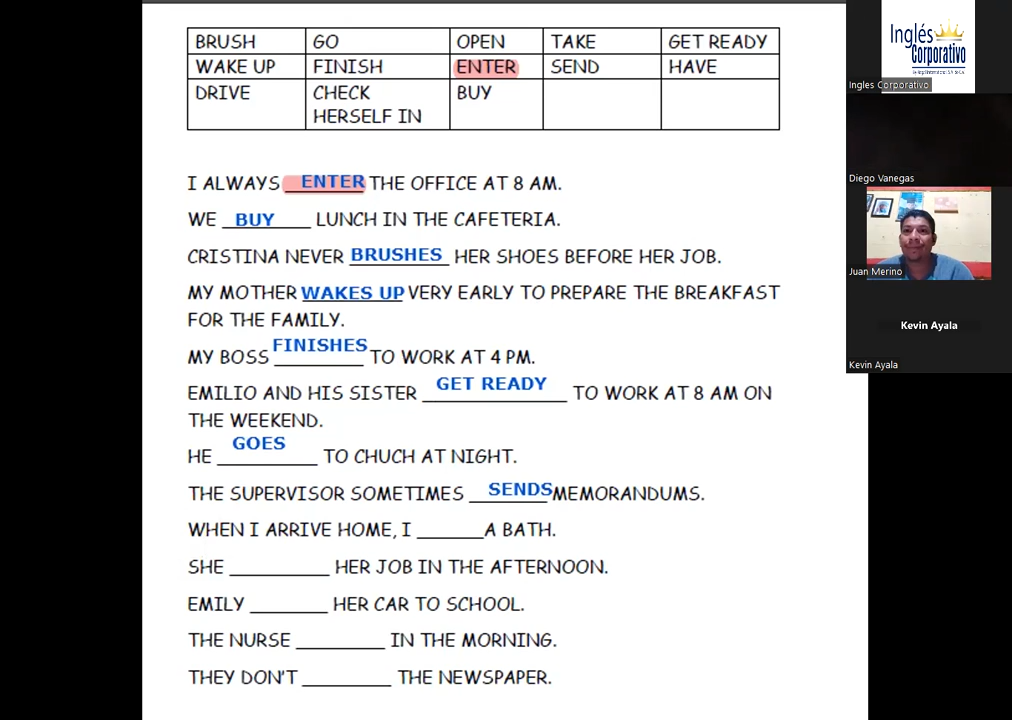 BRUSH GO OPEN TAKE GET READY
WAKE UP FINISH ENTER SEND HAVE
DRIVE CHECK HERSELF IN BUY
I ALWAYS ENTER THE OFFICE AT 8 AM.
WE BUY LUNCH IN THE CAFETERIA.
CRISTINA NEVER BRUSHES HER SHOES BEFORE HER JOB.
MY MOTHER WAKES UP VERY EARLY TO PREPARE THE BREAKFAST
FOR THE FAMILY.
MY BOSS FINISHES TO WORK AT 4 PM.
EMILIO AND HIS SISTER GET READY TO WORK AT 8 AM ON
THE WEEKEND.
HE GOES TO CHUCH AT NIGHT.
THE SUPERVISOR SOMETIMES SENDS MEMORANDUMS.
WHEN I ARRIVE HOME, I ______A BATH.
SHE _________ HER JOB IN THE AFTERNOON.
EMILY _______ HER CAR TO SCHOOL.
THE NURSE ________ IN THE MORNING.
THEY DON'T ________ THE NEWSPAPER.
Inglés
Corporativo
Ingles Corporativo
Diego Vanegas
Juan Merino
Kevin Ayala
Kevin Ayala